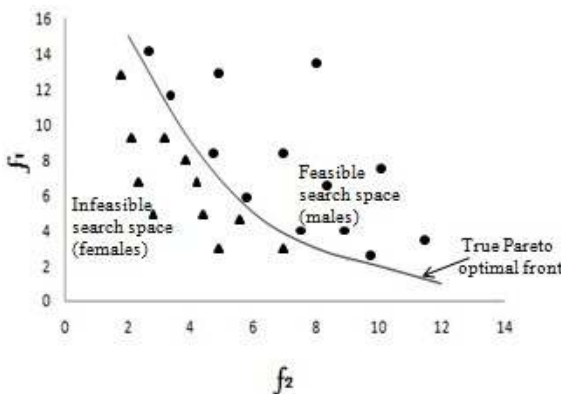 16
14
12
10
8
6
4
2
0
f1
Feasible
search space
(males)
Infeasible
search space
(females)
True Pareto
optimal front
0 2 4 6 8 10 12 14
f2